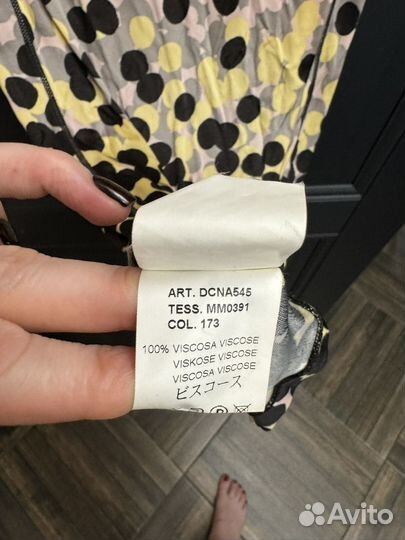 ART. DCNA545
TESS. MM0391
COL. 173
100% VISCOSA VISCOSE
VISKOSE VISCOSE
VISCOSA VISCOSE
ビスコース
Avito